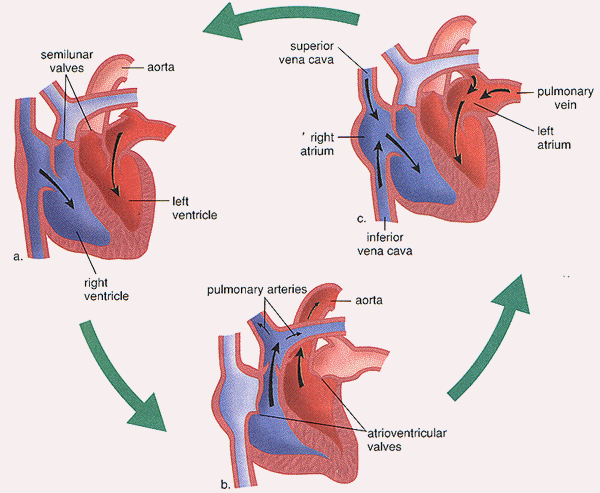 semilunar
valves
aorta
left
ventricle
right
ventricle
a.
superior
vena cava
pulmonary
vein
left
atrium
right
atrium
inferior
vena cava
c.
pulmonary arteries
aorta
atrioventricular
valves
b.